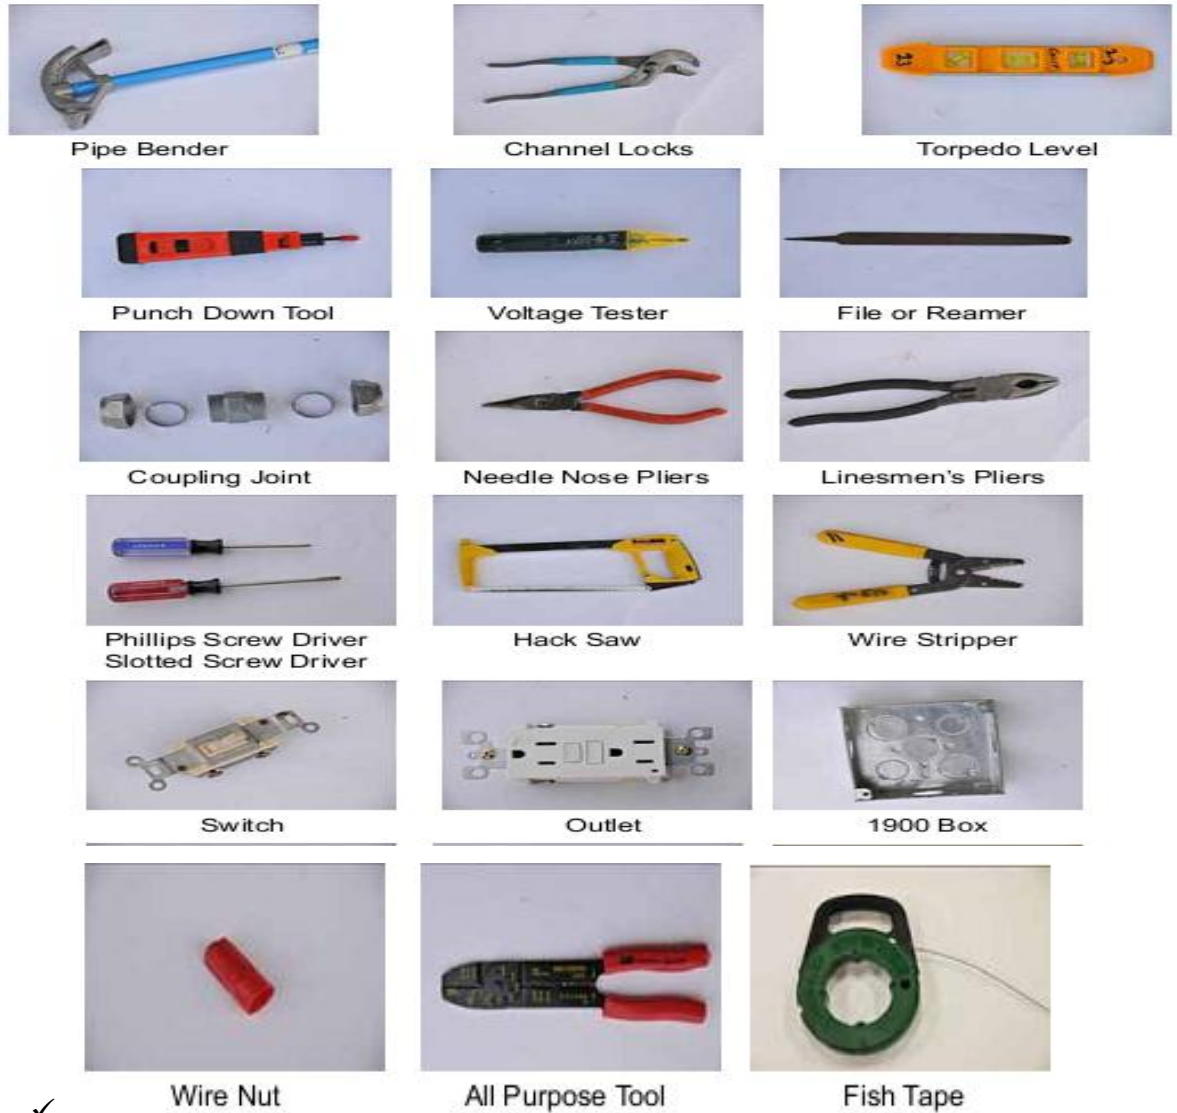 Pipe Bender
Channel Locks
Torpedo Level
Punch Down Tool
Voltage Tester
File or Reamer
Coupling Joint
Needle Nose Pliers
Linesmen's Pliers
Phillips Screw Driver
Slotted Screw Driver
Hack Saw
Wire Stripper
Switch
Outlet
1900 Box
Wire Nut
All Purpose Tool
Fish Tape